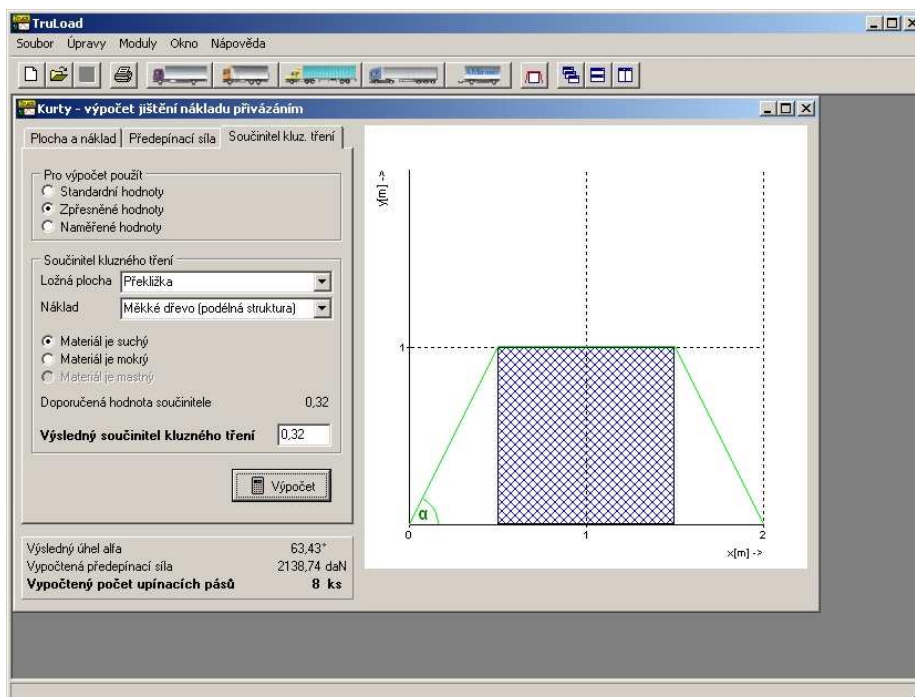 TruLoad
Soubor Úpravy Moduly Okno Nápověda
Kurty - výpočet jištění nákladu přivázáním
Plocha a náklad Předepínací síla Součinitel kluz. tření
Pro výpočet použít
Standardní hodnoty
Zpřesněné hodnoty
Naměřené hodnoty
Součinitel kluzného tření
Ložná plocha Překližka
Náklad Měkké dřevo (podélná struktura)
Materiál je suchý
Materiál je mokrý
Materiál je mastný
Doporučená hodnota součinitele 0,32
Výsledný součinitel kluzného tření 0,32
Výpočet
Výsledný úhel alfa 63,43°
Vypočtená předepínací síla 2138,74 daN
Vypočtený počet upínacích pásů 8 ks
y[m] ->
1
α
0 1 2
x[m] ->